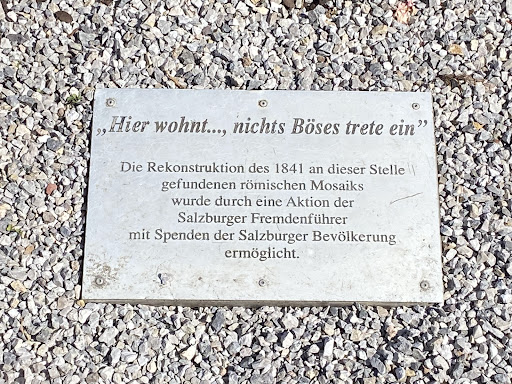 „Hier wohnt..., nichts Böses trete ein”
Die Rekonstruktion des 1841 an dieser Stelle
gefundenen römischen Mosaiks
wurde durch eine Aktion der
Salzburger Fremdenführer
mit Spenden der Salzburger Bevölkerung
ermöglicht.